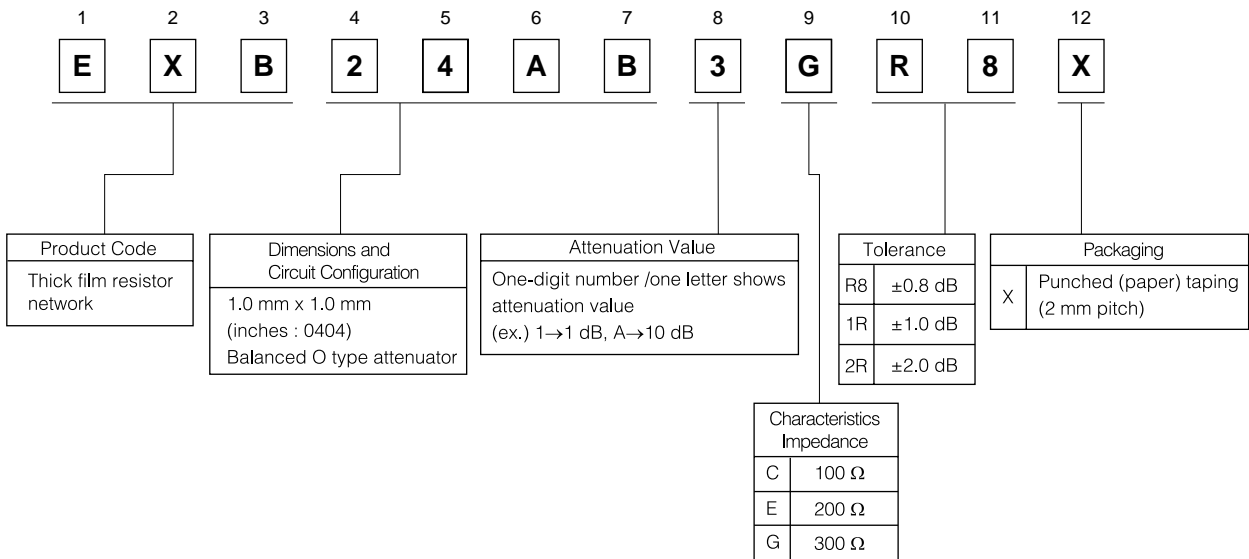 1 2 3 4 5 6 7 8 9 10 11 12
E X B 2 4 A B 3 G R 8 X
Product Code
Thick film resistor
network
Dimensions and
Circuit Configuration
1.0 mm x 1.0 mm
(inches : 0404)
Balanced O type attenuator
Attenuation Value
One-digit number /one letter shows
attenuation value
(ex.) 1→1 dB, A→10 dB
Characteristics
Impedance
C 100 Ω
E 200 Ω
G 300 Ω
Tolerance
R8 ±0.8 dB
1R ±1.0 dB
2R ±2.0 dB
Packaging
X Punched (paper) taping
(2 mm pitch)